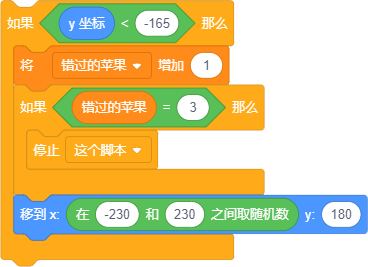 如果 y 坐标 < -165 那么
将 错过的苹果 增加 1
如果 错过的苹果 = 3 那么
停止 这个脚本
移到 x: 在 -230 和 230 之间取随机数 y: 180